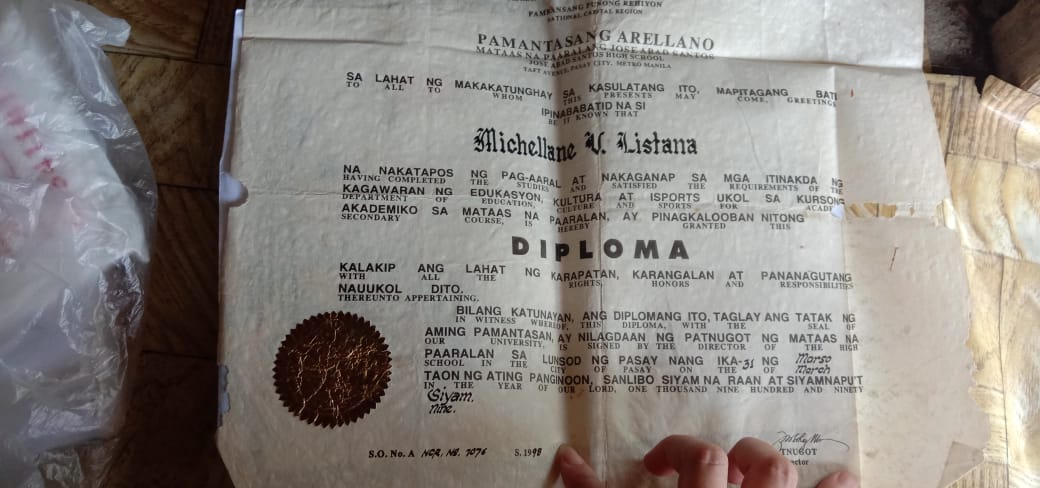 PAMBANSANG PUNONG REHIYON
NATIONAL CAPITAL REGION
PAMANTASANG ARELLANO
MATAAS NA PAARALANG JOSE ABAD SANTOS
JOSE ABAD SANTOS HIGH SCHOOL
TAFT AVENUE, PASAY CITY, METRO MANILA
SA LAHAT NG MAKAKATUNGHAY SA KASULATANG ITO, MAPITAGANG BATI
TO ALL TO WHOM THIS PRESENTS MAY COME, GREETINGS
IPINABABATID NA SI
BE IT KNOWN THAT
Michellane V. Listana
NA NAKATAPOS NG PAG-AARAL AT NAKAGANAP SA MGA ITINAKDA NG
HAVING COMPLETED THE STUDIES AND SATISFIED THE REQUIREMENTS OF THE
KAGAWARAN NG EDUKASYON, KULTURA AT ISPORTS UKOL SA KURSONG
DEPARTMENT OF EDUCATION, CULTURE AND SPORTS FOR
AKADEMIKO SA MATAAS NA PAARALAN, AY PINAGKALOOBAN NITONG
SECONDARY COURSE, IS HEREBY GRANTED THIS
DIPLOMA
KALAKIP ANG LAHAT NG KARAPATAN, KARANGALAN AT PANANAGUTANG
WITH ALL THE RIGHTS, HONORS AND RESPONSIBILITIES
NAUUKOL DITO.
THEREUNTO APPERTAINING.
BILANG KATUNAYAN, ANG DIPLOMANG ITO, TAGLAY ANG TATAK NG
IN WITNESS WHEREOF, THIS DIPLOMA, WITH THE SEAL OF
AMING PAMANTASAN, AY NILAGDAAN NG PATNUGOT NG MATAAS NA
OUR UNIVERSITY, IS SIGNED BY THE DIRECTOR OF THE HIGH
PAARALAN SA LUNSOD NG PASAY NANG IKA-31 NG Marso
SCHOOL IN THE CITY OF PASAY ON THE OF March
TAON NG ATING PANGINOON, SANLIBO SIYAM NA RAAN AT SIYAMNAPU'T
IN THE YEAR OF OUR LORD, ONE THOUSAND NINE HUNDRED AND NINETY
Siyam.
nine.
S.O. No. A NCR, NO. 7076 S. 1998
TNUGOT
ector